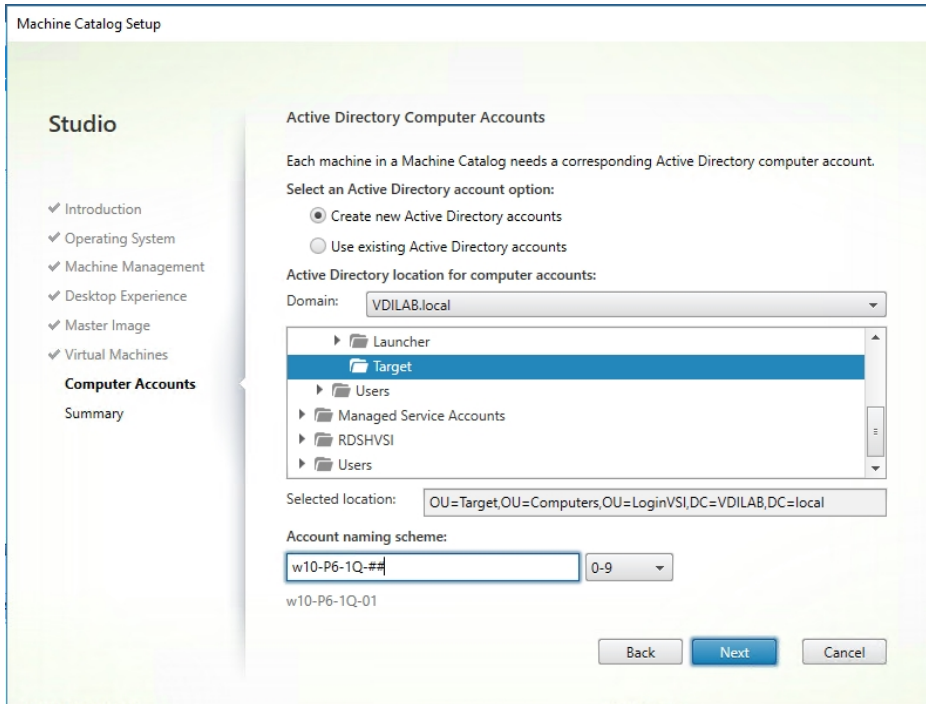 Machine Catalog Setup
Studio
Introduction
Operating System
Machine Management
Desktop Experience
Master Image
Virtual Machines
Computer Accounts
Summary
Active Directory Computer Accounts
Each machine in a Machine Catalog needs a corresponding Active Directory computer account.
Select an Active Directory account option:
Create new Active Directory accounts
Use existing Active Directory accounts
Active Directory location for computer accounts:
Domain: VDILAB.local
Launcher
Target
Users
Managed Service Accounts
RDSHVSI
Users
Selected location: OU=Target,OU=Computers,OU=LoginVSI,DC=VDILAB,DC=local
Account naming scheme:
w10-P6-1Q-## 0-9
w10-P6-1Q-01
Back Next Cancel